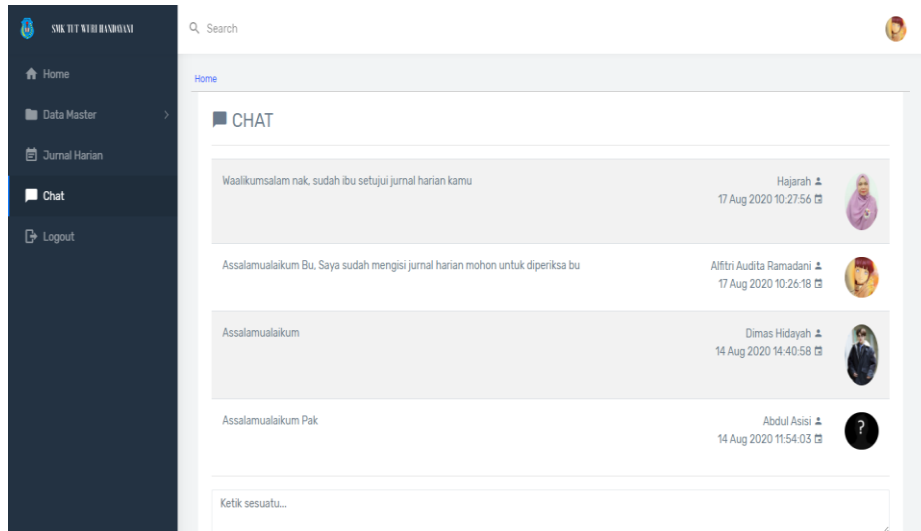 SMK TUT WURI HANDAYANI
Search
Home
Data Master
Jurnal Harian
Chat
Logout
Home
CHAT
Waalikumsalam nak, sudah ibu setujui jurnal harian kamu
Hajarah
17 Aug 2020 10:27:56
Assalamualaikum Bu, Saya sudah mengisi jurnal harian mohon untuk diperiksa bu
Alfitri Audita Ramadani
17 Aug 2020 10:26:18
Assalamualaikum
Dimas Hidayah
14 Aug 2020 14:40:58
Assalamualaikum Pak
Abdul Asisi
14 Aug 2020 11:54:03
?
Ketik sesuatu...